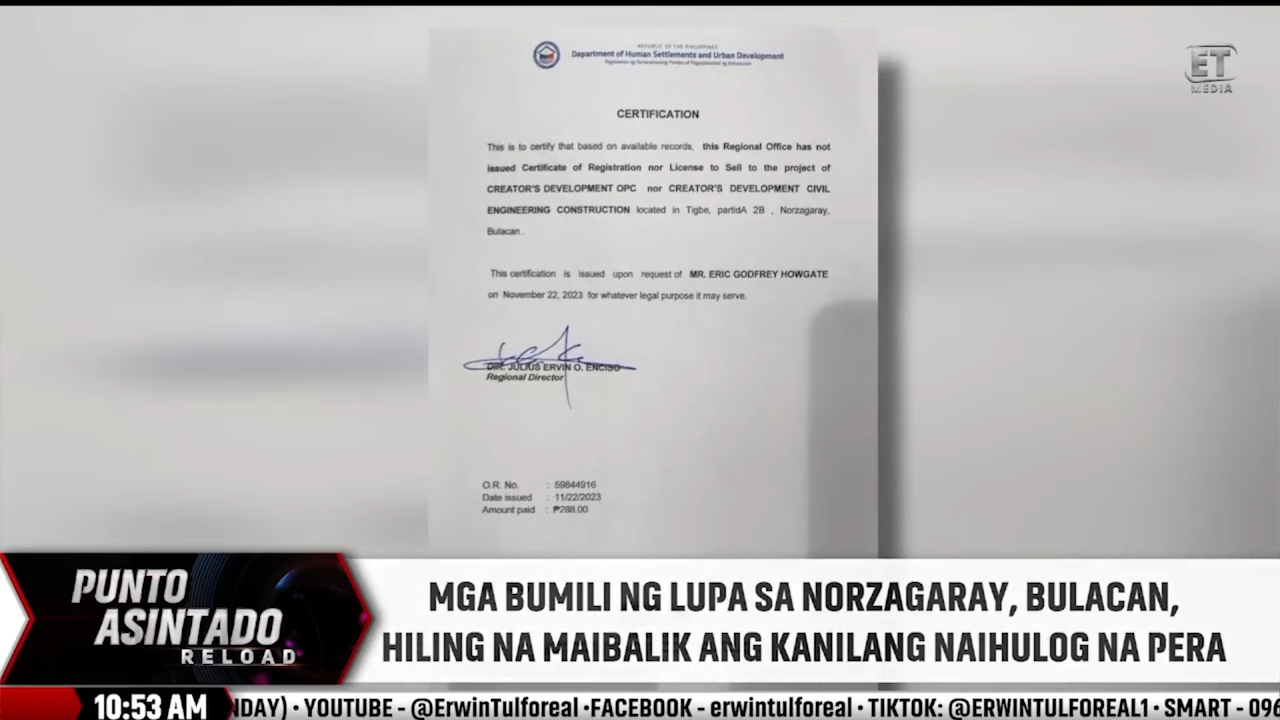 REPUBLIC OF THE PHILIPPINES
Department of Human Settlements and Urban Development
ET
MEDIA
CERTIFICATION
This is to certify that based on available records, this Regional Office has not
issued Certificate of Registration nor License to Sell to the project of
CREATOR'S DEVELOPMENT OPC nor CREATOR'S DEVELOPMENT CIVIL
ENGINEERING CONSTRUCTION located in Tigbe, partidA 2B , Norzagaray,
Bulacan .
This certification is issued upon request of MR. ERIC GODFREY HOWGATE
on November 22, 2023 for whatever legal purpose it may serve.
DIR. JULIUS ERVIN O. ENCISO
Regional Director
O.R. No. : 59844916
Date issued : 11/22/2023
Amount paid : ₱288.00
PUNTO
ASINTADO
RELOAD
MGA BUMILI NG LUPA SA NORZAGARAY, BULACAN,
HILING NA MAIBALIK ANG KANILANG NAIHULOG NA PERA
10:53 AM
NDAY) • YOUTUBE - @ErwinTulforeal •FACEBOOK - erwintulforeal • TIKTOK: @ERWINTULFOREAL1 • SMART - 096